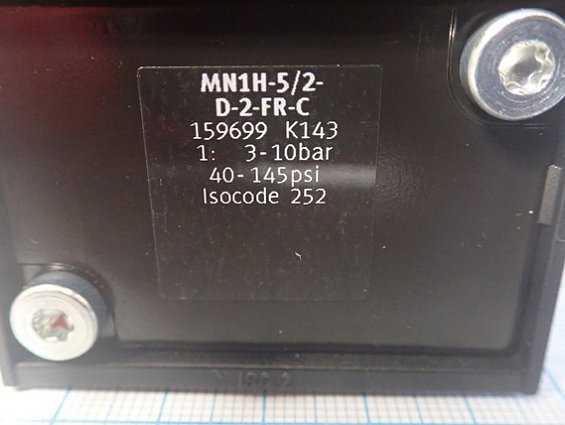 MN1H-5/2-
D-2-FR-C
159699 K143
1: 3-10bar
40-145psi
Isocode 252